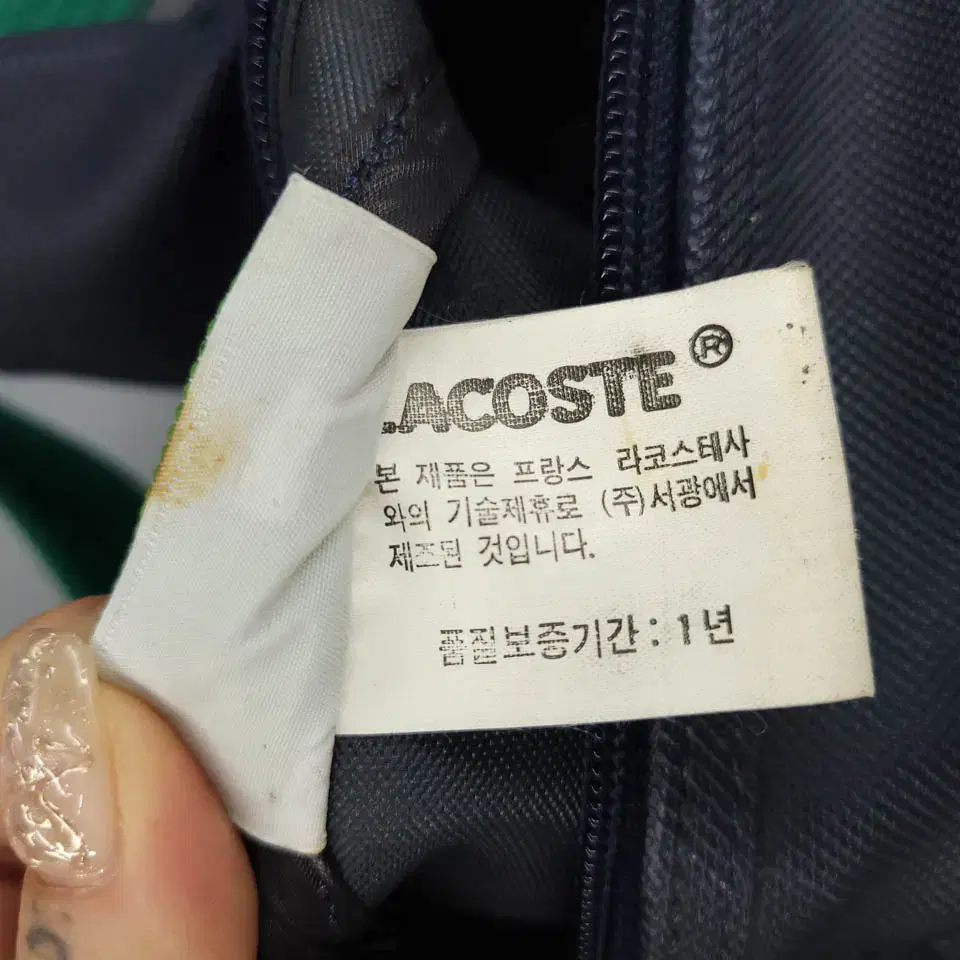 LACOSTE®
본 제품은 프랑스 라코스테사
와의 기술제휴로 (주)서광에서
제조된 것입니다.
품질보증기간 : 1년